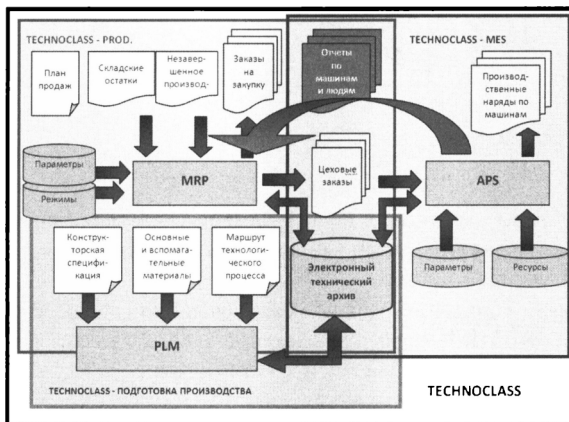 TECHNOCLASS - PROD.
TECHNOCLASS - MES
План
продаж
Складские
остатки
Незавер-
шённое
производ-
Заказы
на
закупку
Отчеты
по
машинам
и людям
Производ-
ственные
наряды по
машинам
Параметры
Режимы
MRP
Цеховые
заказы
APS
Конструк-
торская
специфи-
кация
Основные
и вспомага-
тельные
материалы
Маршрут
технологи-
ческого
процесса
Электронный
технический
архив
Параметры
Ресурсы
PLM
TECHNOCLASS - ПОДГОТОВКА ПРОИЗВОДСТВА
TECHNOCLASS